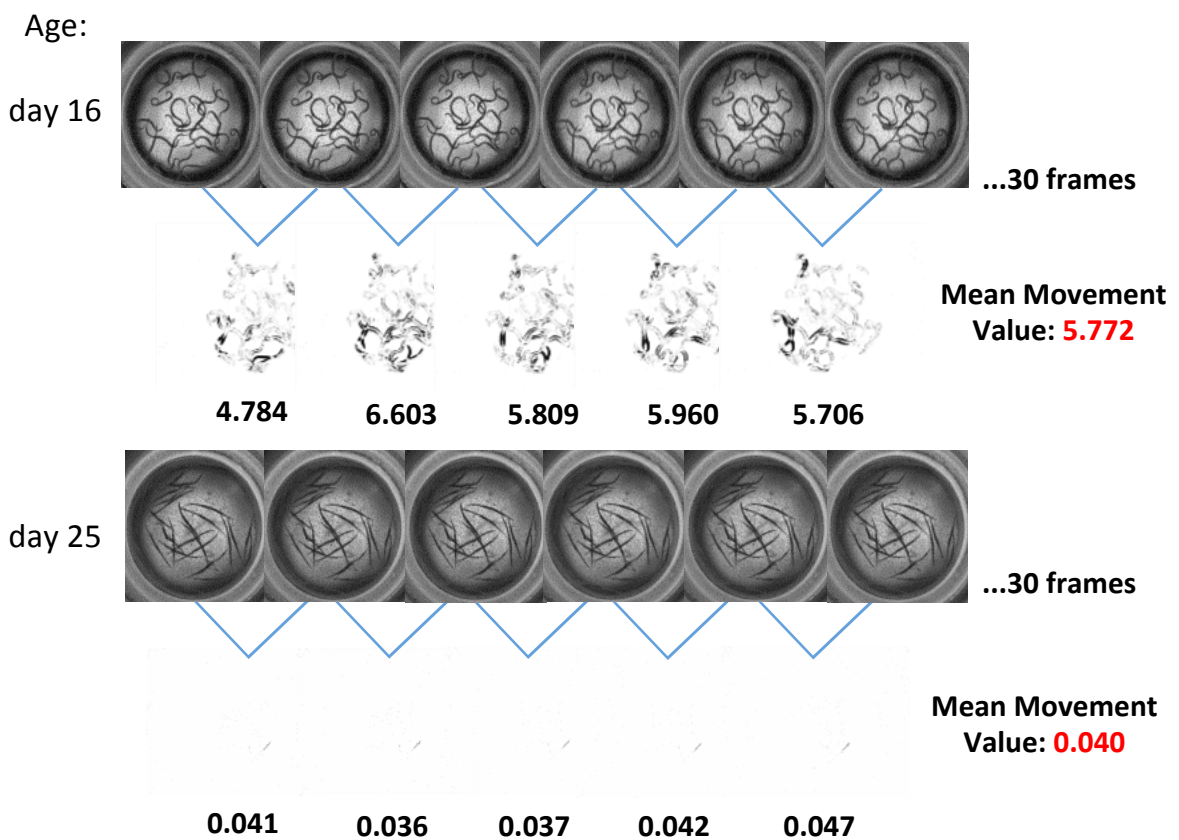 Age:
day 16
...30 frames
Mean Movement
Value: 5.772
4.784 6.603 5.809 5.960 5.706
day 25
...30 frames
Mean Movement
Value: 0.040
0.041 0.036 0.037 0.042 0.047